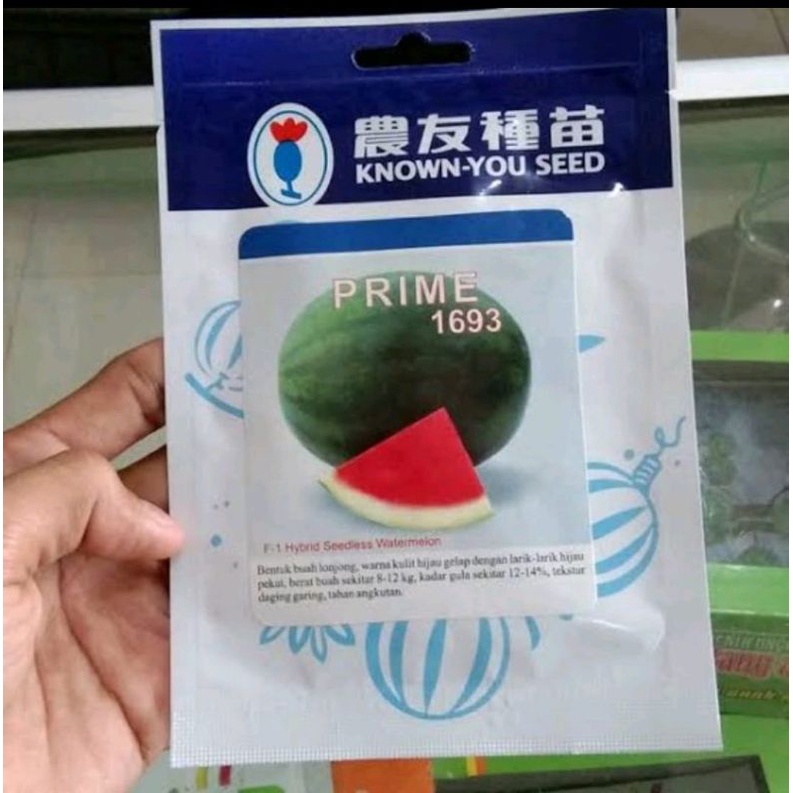 農友種苗
KNOWN-YOU SEED
PRIME
1693
F-1 Hybrid Seedless Watermelon
Bentuk buah lonjong, warna kulit hijau gelap dengan larik-larik hijau
pekat, berat buah sekitar 8-12 kg, kadar gula sekitar 12-14%, tekstur
daging garing, tahan angkutan.